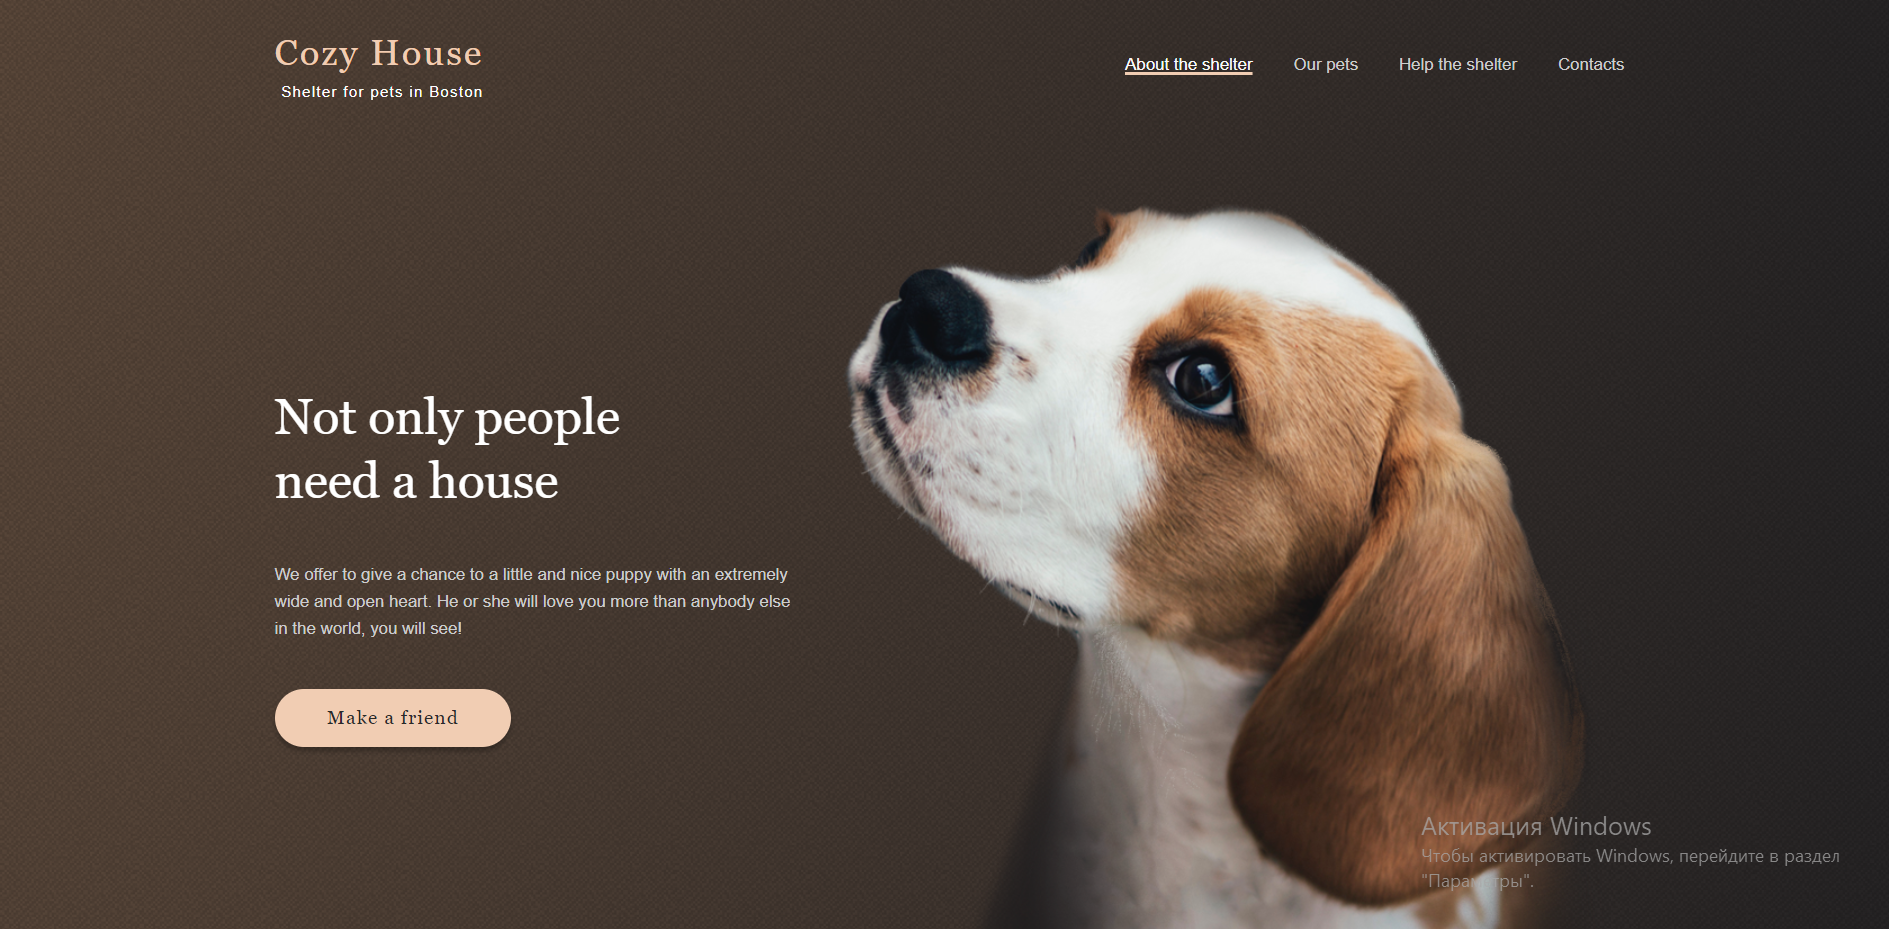 Cozy House
Shelter for pets in Boston
About the shelter Our pets Help the shelter Contacts
Not only people
need a house
We offer to give a chance to a little and nice puppy with an extremely
wide and open heart. He or she will love you more than anybody else
in the world, you will see!
Make a friend
Активация Windows
Чтобы активировать Windows, перейдите в раздел
"Параметры".